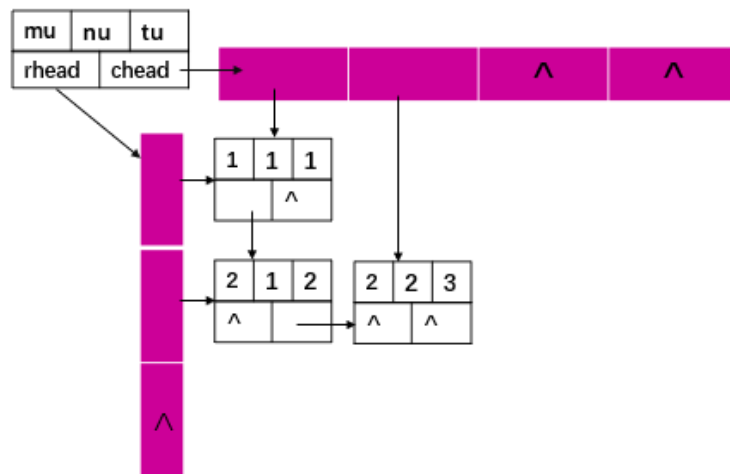 mu nu tu
rhead chead
^ ^
1 1 1
^
2 1 2
^
2 2 3
^ ^
^